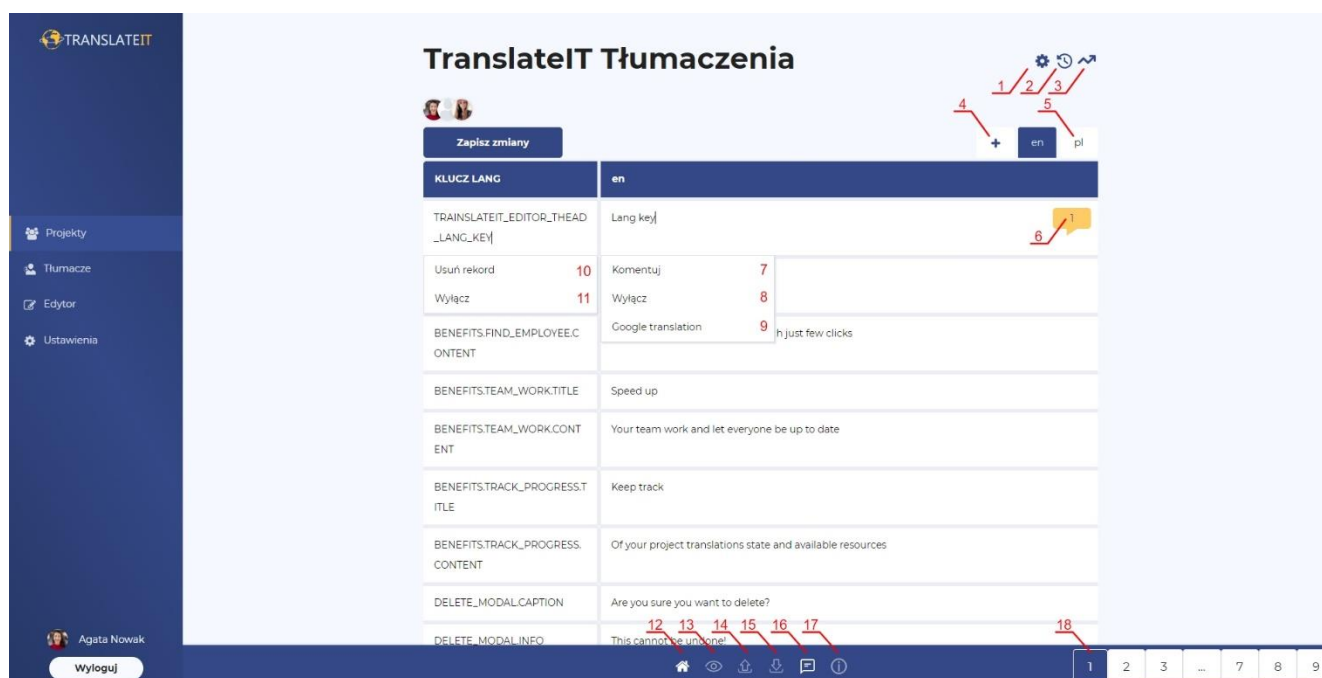 TRANSLATEIT
TranslateIT Tłumaczenia
1 2 3
4 5
Zapisz zmiany
+ en pl
KLUCZ LANG en
TRAINSLATEIT_EDITOR_THEAD Lang key 1
_LANG_KEY 6
Projekty
Usuń rekord 10 Komentuj 7
Tłumacze
Wyłącz 11 Wyłącz 8
Edytor
Google translation 9
BENEFITS.FIND_EMPLOYEE.C h just few clicks
Ustawienia
ONTENT
BENEFITS.TEAM_WORK.TITLE Speed up
BENEFITS.TEAM_WORK.CONT Your team work and let everyone be up to date
ENT
BENEFITS.TRACK_PROGRESS.T Keep track
ITLE
BENEFITS.TRACK_PROGRESS. Of your project translations state and available resources
CONTENT
DELETE_MODAL.CAPTION Are you sure you want to delete?
12 13 14 15 16 17 18
DELETE_MODAL.INFO This cannot be undone!
Agata Nowak
Wyloguj
1 2 3 ... 7 8 9